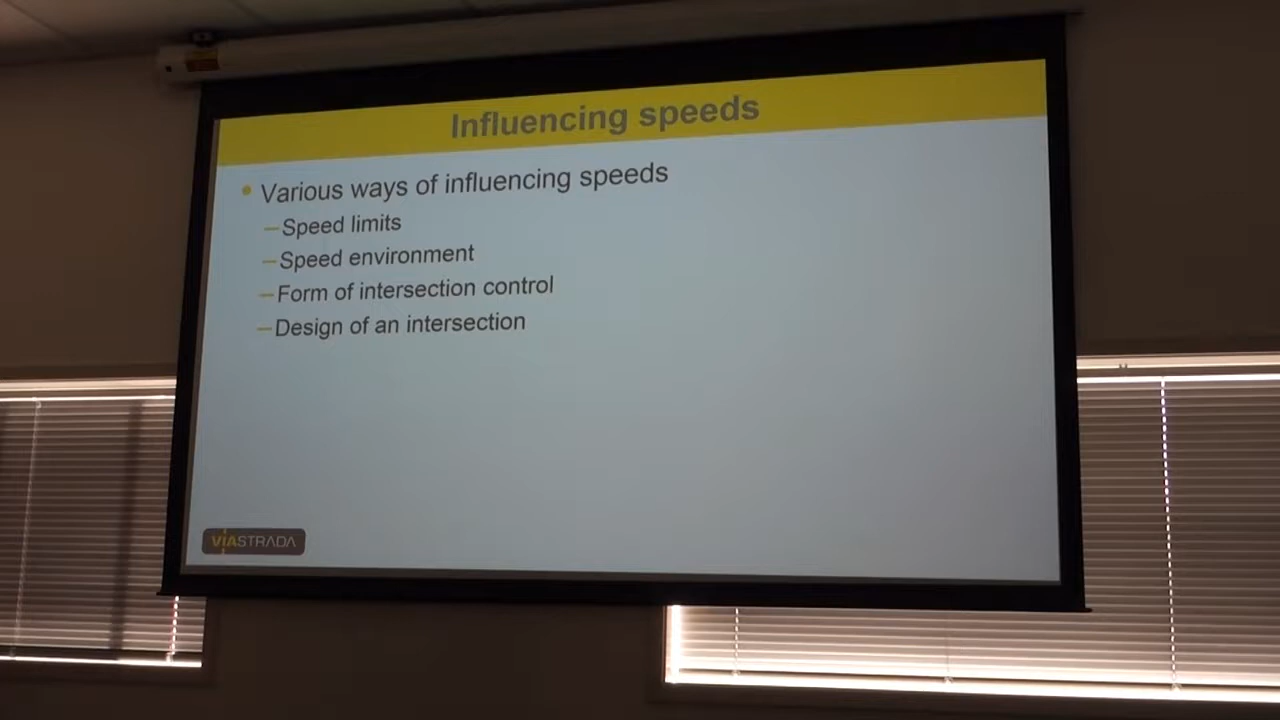 Influencing speeds
• Various ways of influencing speeds
– Speed limits
– Speed environment
– Form of intersection control
– Design of an intersection
VIASTRADA